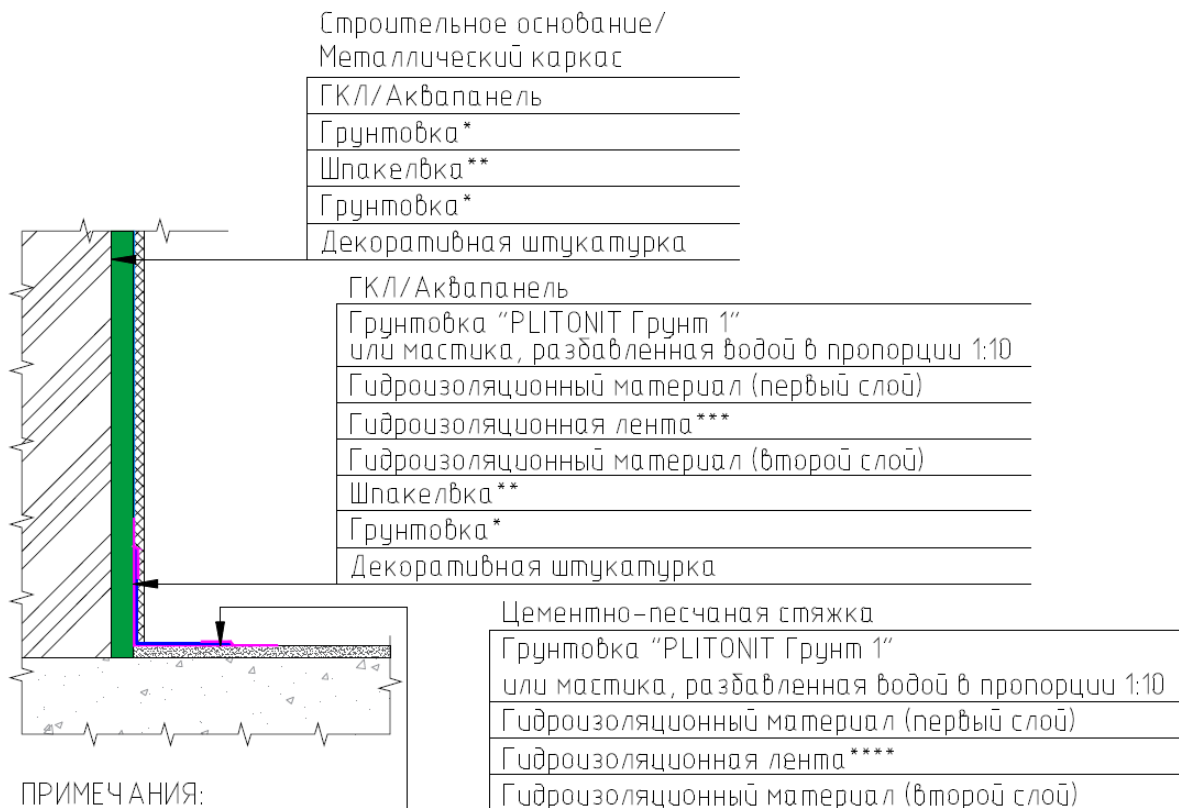 Строительное основание/
Металлический каркас
ГКЛ/Аквапанель
Грунтовка*
Шпакелвка**
Грунтовка*
Декоративная штукатурка
ГКЛ/Аквапанель
Грунтовка "PLITONIT Грунт 1"
или мастика, разбавленная водой в пропорции 1:10
Гидроизоляционный материал (первый слой)
Гидроизоляционная лента***
Гидроизоляционный материал (второй слой)
Шпакелвка**
Грунтовка*
Декоративная штукатурка
Цементно-песчаная стяжка
Грунтовка "PLITONIT Грунт 1"
или мастика, разбавленная водой в пропорции 1:10
Гидроизоляционный материал (первый слой)
Гидроизоляционная лента****
Гидроизоляционный материал (второй слой)
ПРИМЕЧАНИЯ: